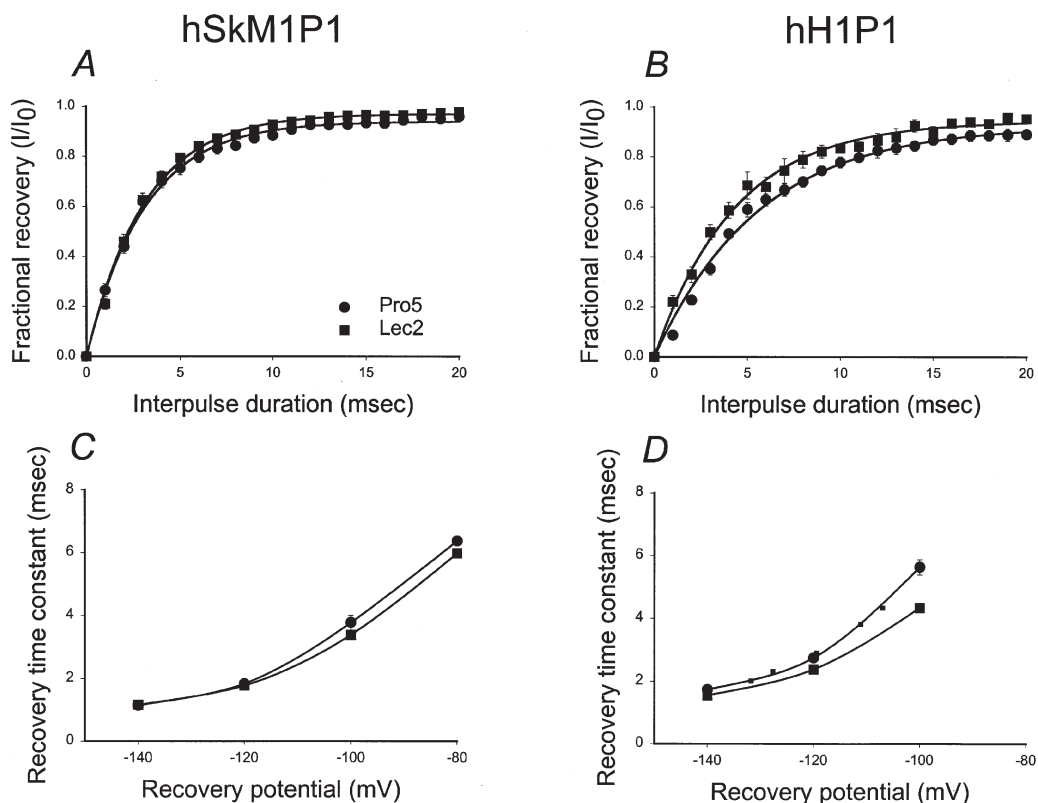 hSkM1P1
hH1P1
A
Fractional recovery (I/I0)
1.0
0.8
0.6
0.4
0.2
0.0
0
5
10
15
20
Interpulse duration (msec)
Pro5
Lec2
B
Fractional recovery (I/I0)
1.0
0.8
0.6
0.4
0.2
0.0
0
5
10
15
20
Interpulse duration (msec)
C
Recovery time constant (msec)
8
6
4
2
0
-140
-120
-100
-80
Recovery potential (mV)
D
Recovery time constant (msec)
8
6
4
2
0
-140
-120
-100
-80
Recovery potential (mV)